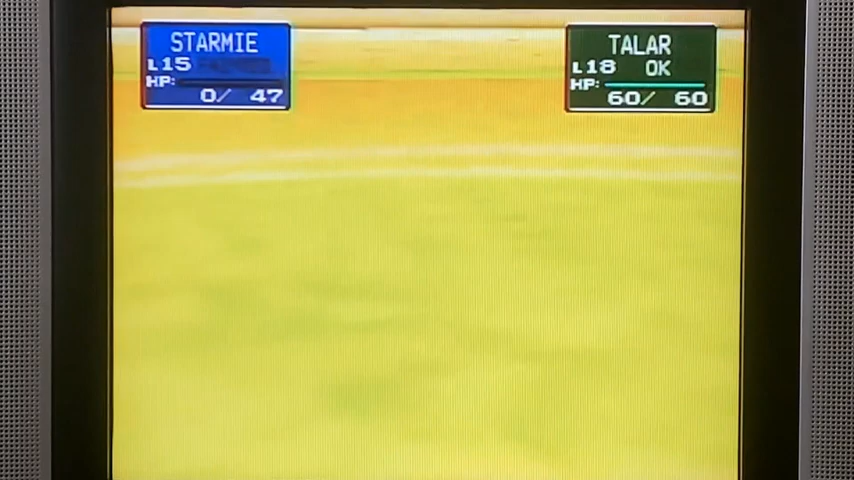 STARMIE
L15
HP:
0/ 47
TALAR
L18 OK
HP:
60/ 60